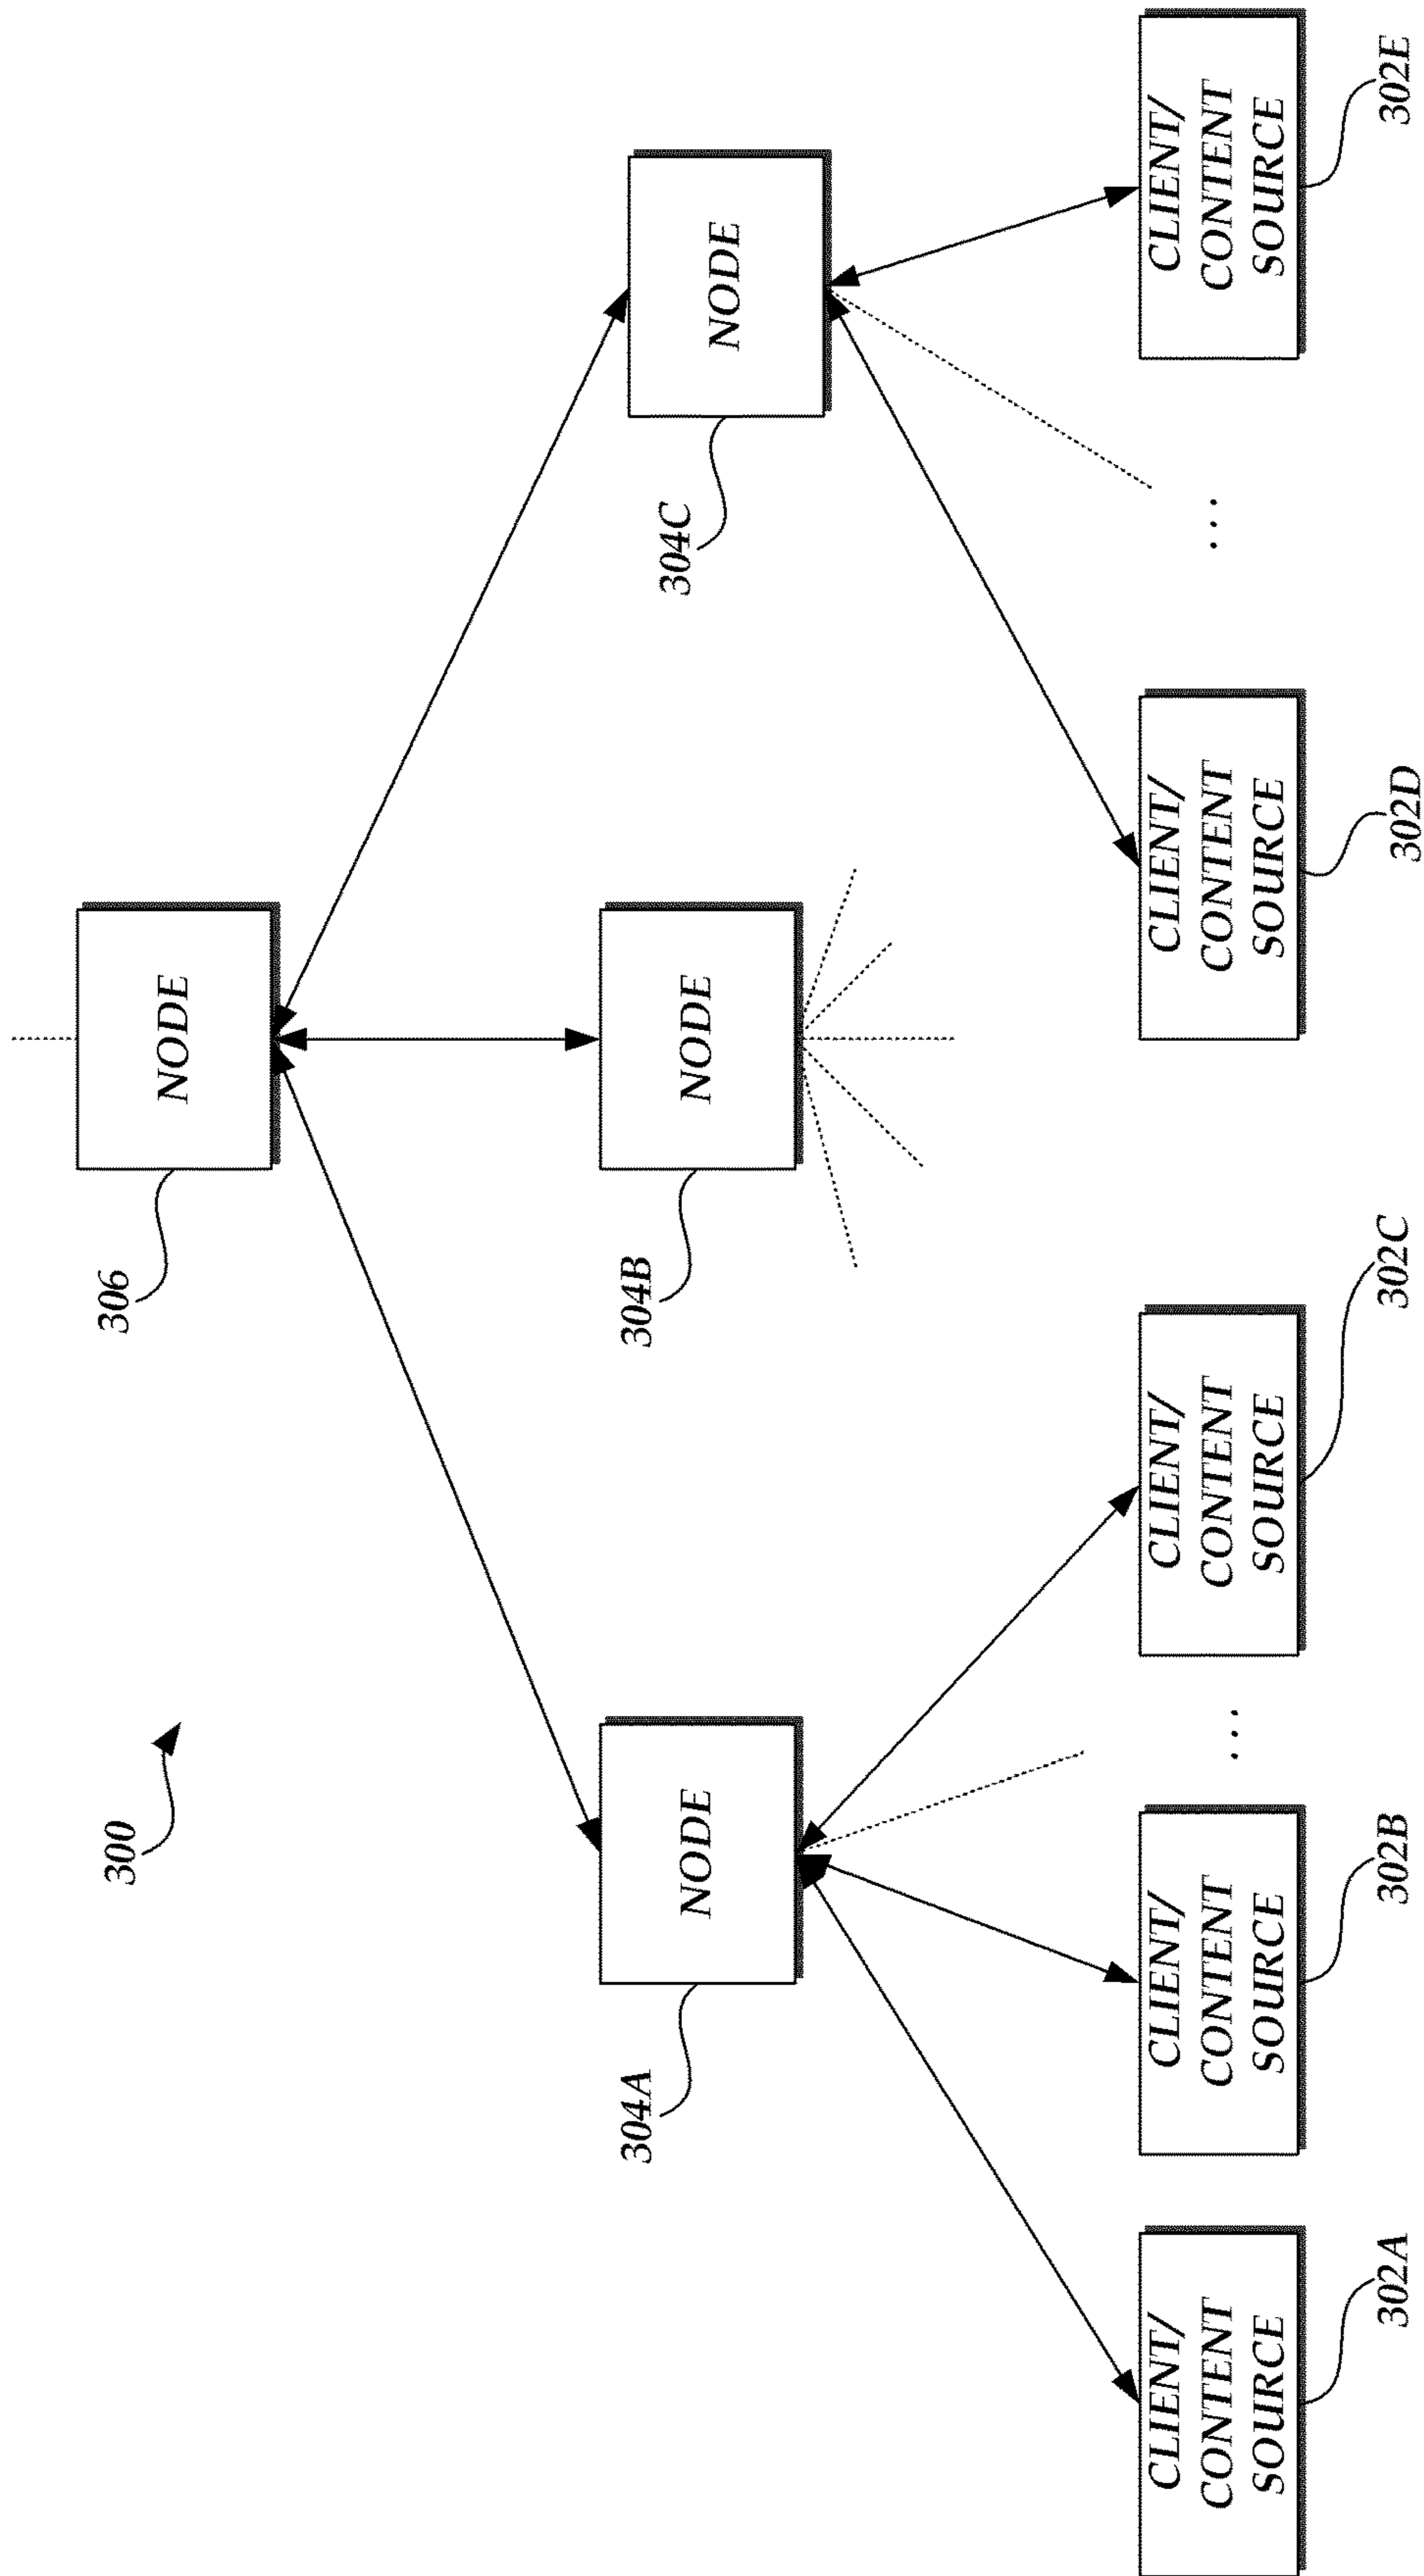 300
306
NODE
304A
NODE
304B
NODE
304C
NODE
CLIENT/
CONTENT
SOURCE
302A
CLIENT/
CONTENT
SOURCE
302B
...
CLIENT/
CONTENT
SOURCE
302C
CLIENT/
CONTENT
SOURCE
302D
...
CLIENT/
CONTENT
SOURCE
302E